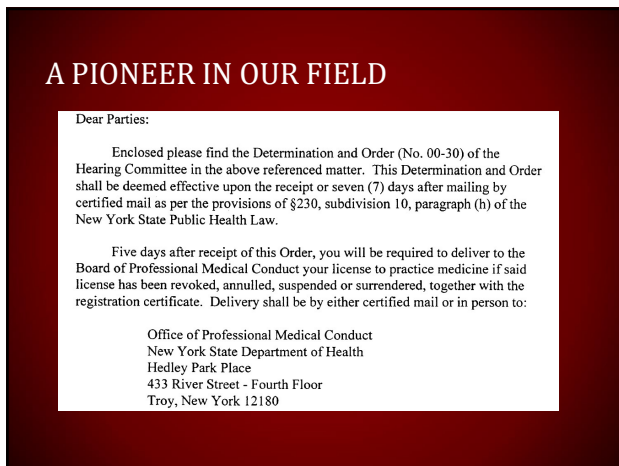 A PIONEER IN OUR FIELD
Dear Parties:
Enclosed please find the Determination and Order (No. 00-30) of the
Hearing Committee in the above referenced matter. This Determination and Order
shall be deemed effective upon the receipt or seven (7) days after mailing by
certified mail as per the provisions of §230, subdivision 10, paragraph (h) of the
New York State Public Health Law.
Five days after receipt of this Order, you will be required to deliver to the
Board of Professional Medical Conduct your license to practice medicine if said
license has been revoked, annulled, suspended or surrendered, together with the
registration certificate. Delivery shall be by either certified mail or in person to:
Office of Professional Medical Conduct
New York State Department of Health
Hedley Park Place
433 River Street - Fourth Floor
Troy, New York 12180